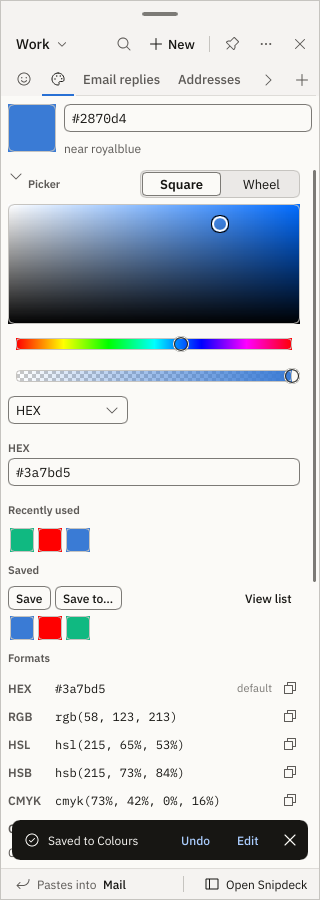 Work
New
Email replies
Addresses
#2870d4
near royalblue
Picker
Square
Wheel
HEX
HEX
#3a7bd5
Recently used
Saved
Save
Save to...
View list
Formats
HEX #3a7bd5 default
RGB rgb(58, 123, 213)
HSL hsl(215, 65%, 53%)
HSB hsb(215, 73%, 84%)
CMYK cmyk(73%, 42%, 0%, 16%)
Saved to Colours
Undo
Edit
Pastes into Main
Open Snipdeck